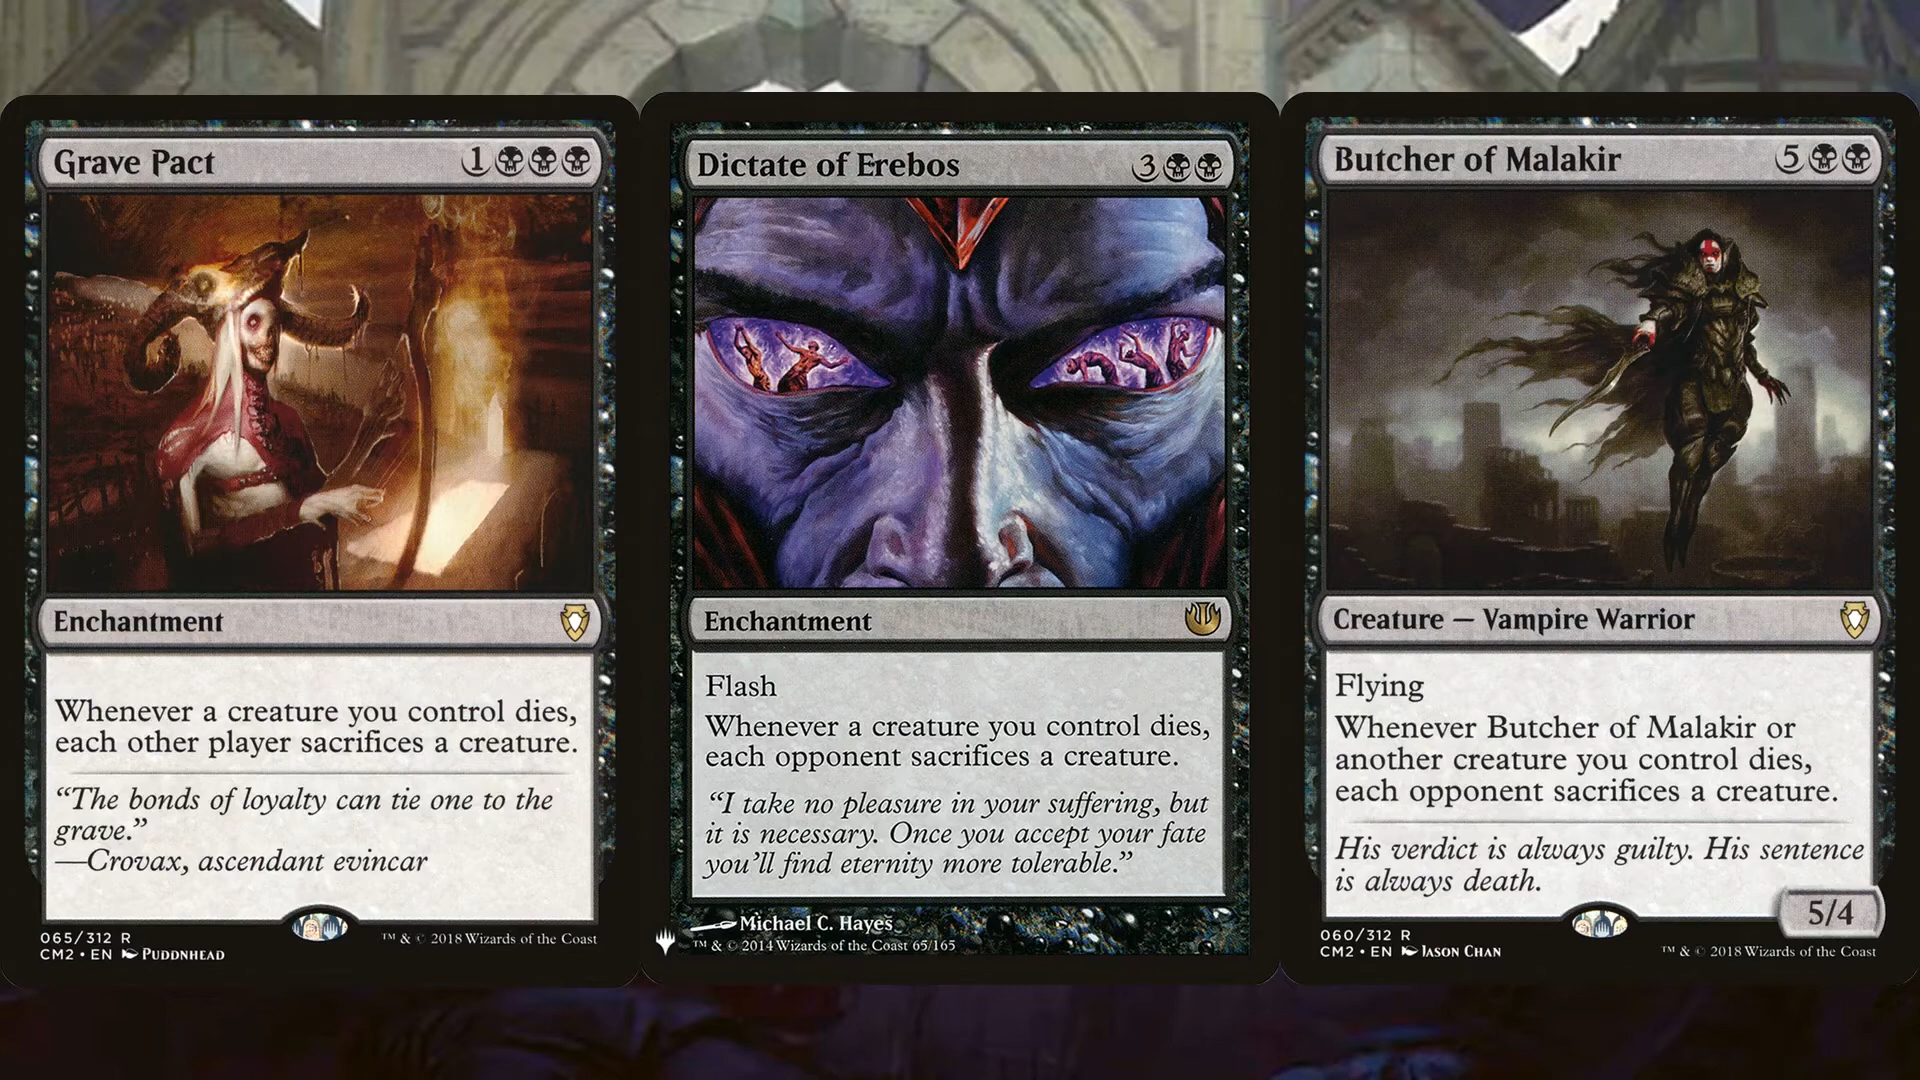 Grave Pact 1
Enchantment
Whenever a creature you control dies,
each other player sacrifices a creature.
“The bonds of loyalty can tie one to the
grave.”
—Crovax, ascendant evincar
065/312 R
CM2 • EN PUDDNHEAD
™ & © 2018 Wizards of the Coast
Dictate of Erebos 3
Enchantment
Flash
Whenever a creature you control dies,
each opponent sacrifices a creature.
“I take no pleasure in your suffering, but
it is necessary. Once you accept your fate
you’ll find eternity more tolerable.”
Michael C. Hayes
™ & © 2014 Wizards of the Coast 65/165
Butcher of Malakir 5
Creature — Vampire Warrior
Flying
Whenever Butcher of Malakir or
another creature you control dies,
each opponent sacrifices a creature.
His verdict is always guilty. His sentence
is always death.
5/4
060/312 R
CM2 • EN JASON CHAN
™ & © 2018 Wizards of the Coast